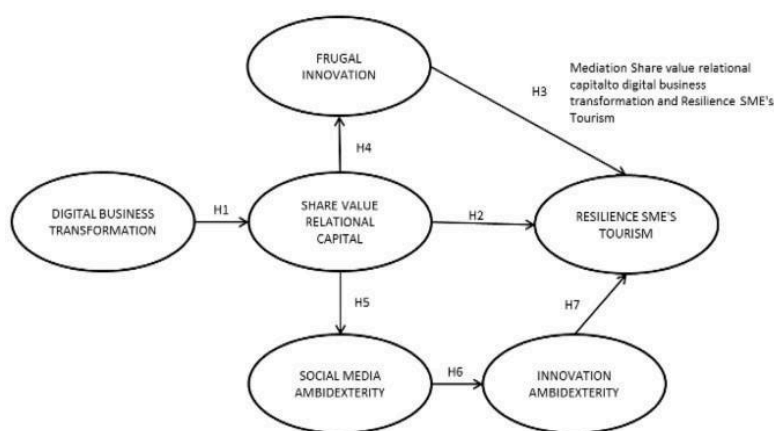 FRUGAL
INNOVATION
H3
Mediation Share value relational
capitalto digital business
transformation and Resilience SME's
Tourism
H4
DIGITAL BUSINESS
TRANSFORMATION
H1
SHARE VALUE
RELATIONAL
CAPITAL
H2
RESILIENCE SME'S
TOURISM
H5
H7
SOCIAL MEDIA
AMBIDEXTERITY
H6
INNOVATION
AMBIDEXTERITY